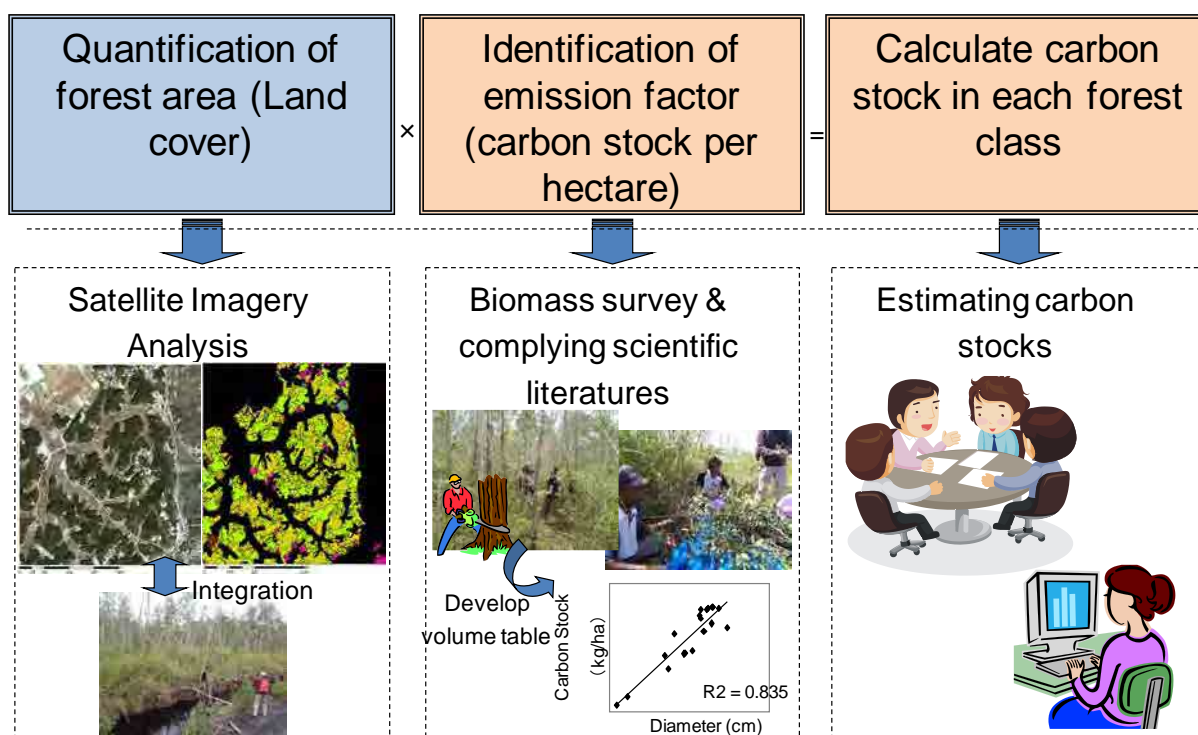 Quantification of
forest area (Land
cover)
×
Identification of
emission factor
(carbon stock per
hectare)
=
Calculate carbon
stock in each forest
class
Satellite Imagery
Analysis
Integration
Biomass survey &
complying scientific
literatures
Develop
volume table
Carbon Stock
(kg/ha)
R2 = 0.835
Diameter (cm)
Estimating carbon
stocks